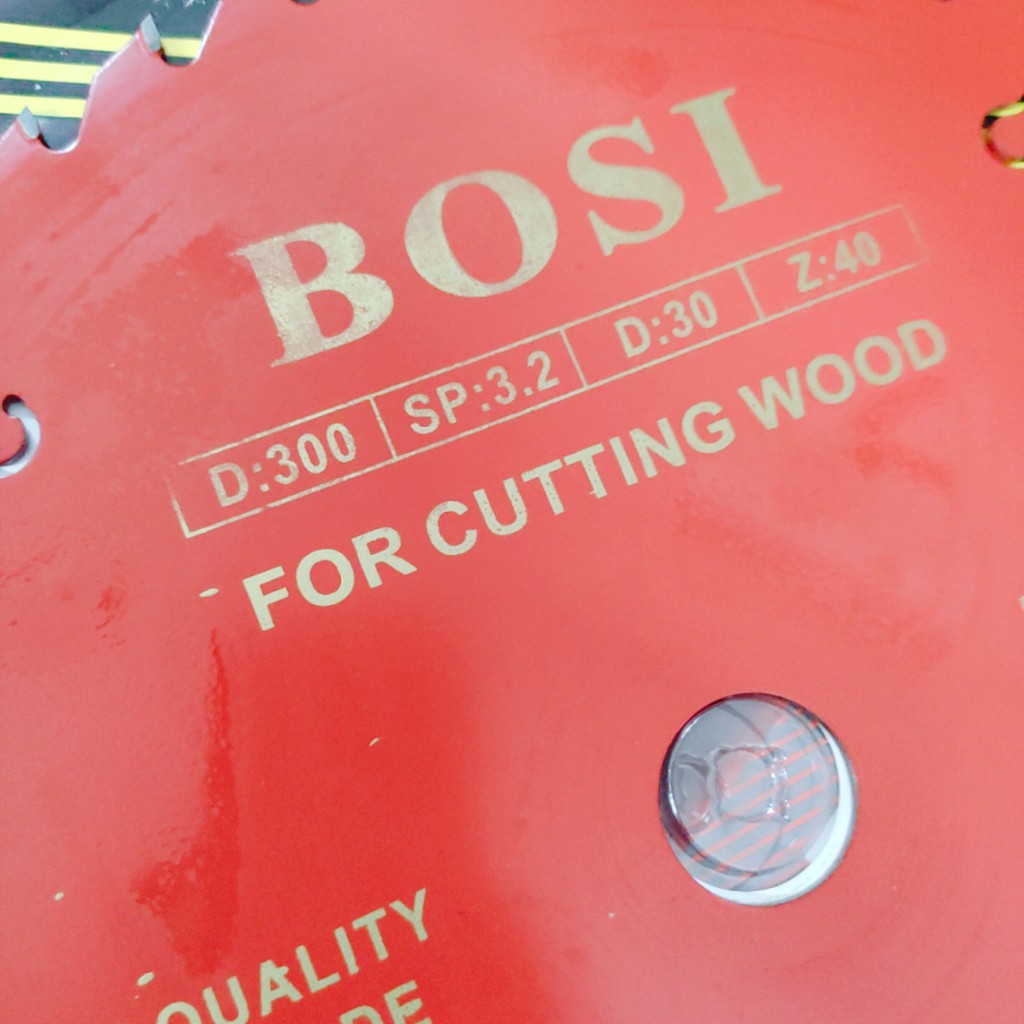 BOSI
D:300 SP:3.2 D:30 Z:40
FOR CUTTING WOOD
QUALITY